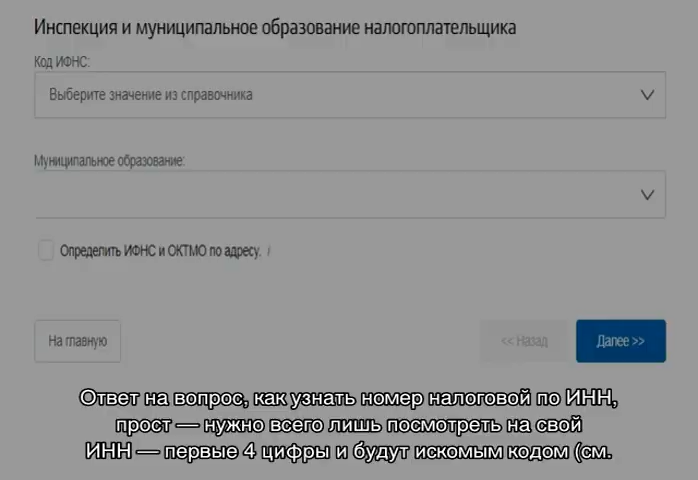 Инспекция и муниципальное образование налогоплательщика
Код ИФНС:
Выберите значение из справочника
Муниципальное образование:
Определить ИФНС и ОКТМО по адресу. i
На главную
<< Назад
Далее >>
Ответ на вопрос, как узнать номер налоговой по ИНН,
прост — нужно всего лишь посмотреть на свой
ИНН — первые 4 цифры и будут искомым кодом (см.